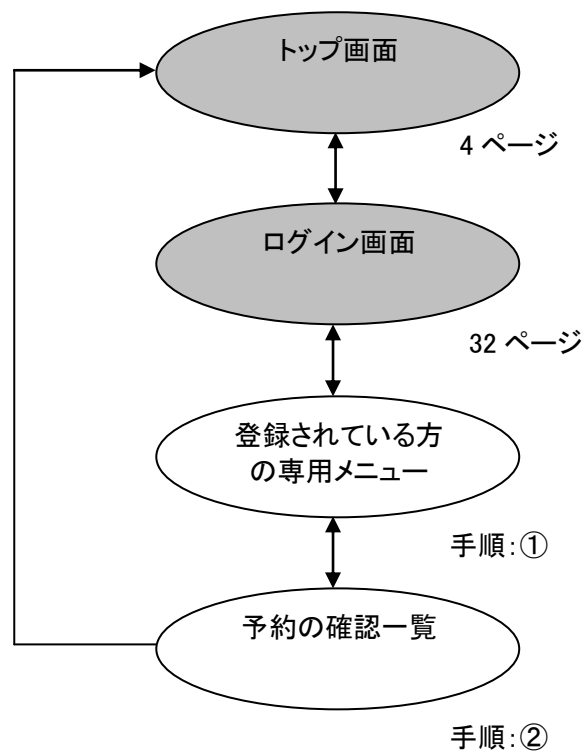 トップ画面
4 ページ
ログイン画面
32 ページ
登録されている方
の専用メニュー
手順:①
予約の確認一覧
手順:②